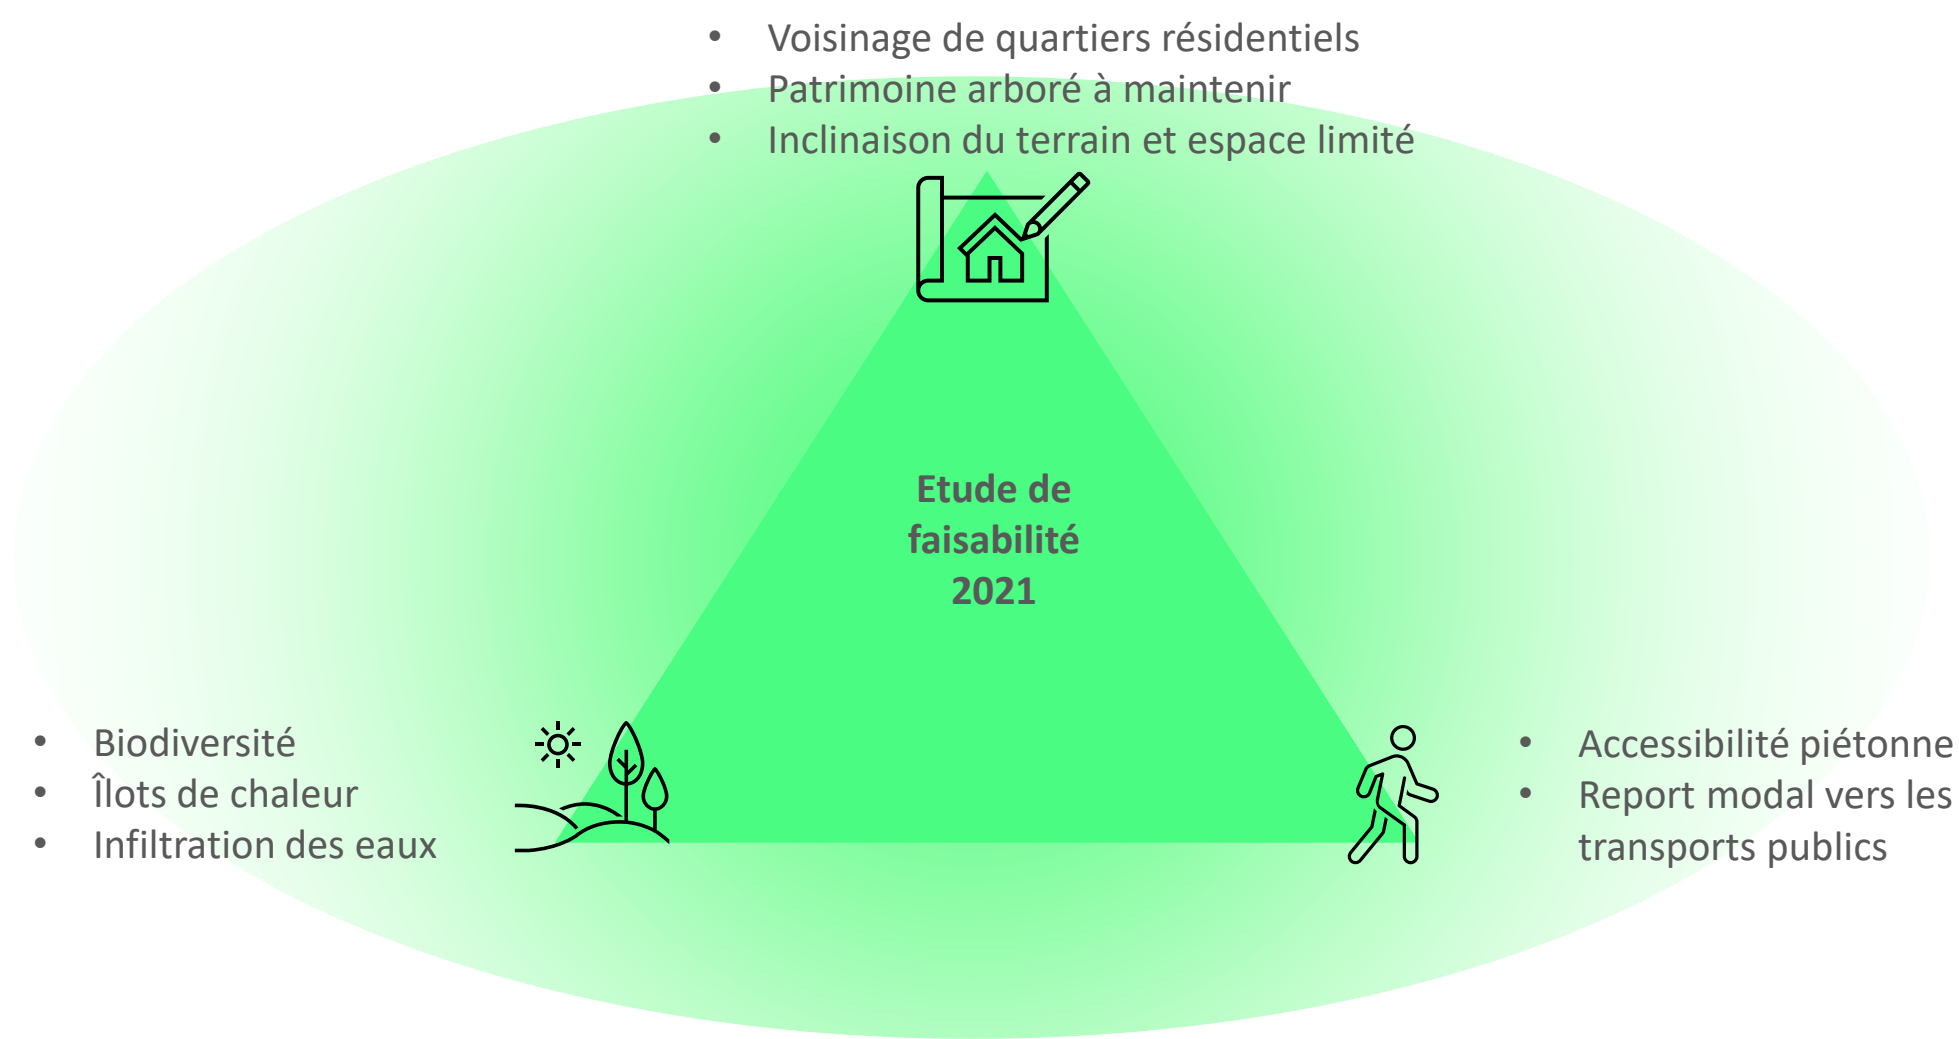 • Voisinage de quartiers résidentiels
• Patrimoine arboré à maintenir
• Inclinaison du terrain et espace limité
Etude de
faisabilité
2021
• Biodiversité
• Îlots de chaleur
• Infiltration des eaux
• Accessibilité piétonne
• Report modal vers les
transports publics